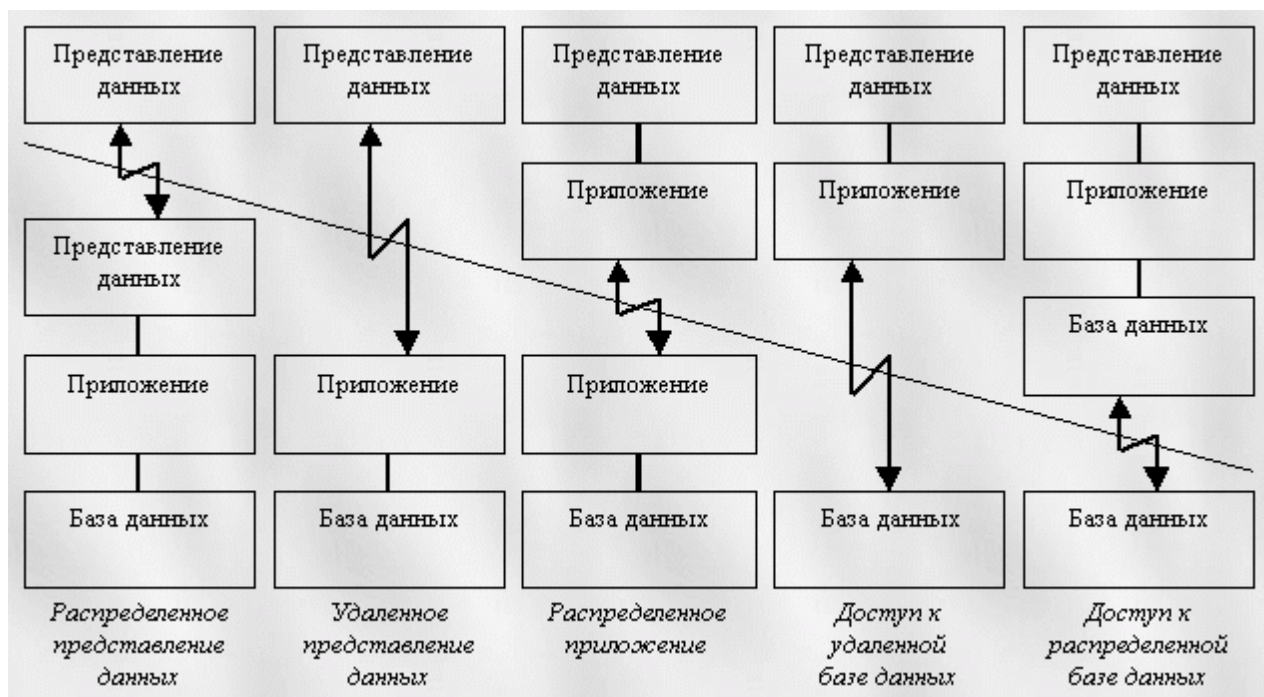 Представление
данных
Представление
данных
Представление
данных
Представление
данных
Представление
данных
Приложение
Приложение
Приложение
Представление
данных
База данных
Приложение
Приложение
Приложение
База данных
База данных
База данных
База данных
База данных
Распределенное
представление
данных
Удаленное
представление
данных
Распределенное
приложение
Доступ к
удаленной
базе данных
Доступ к
распределенной
базе данных